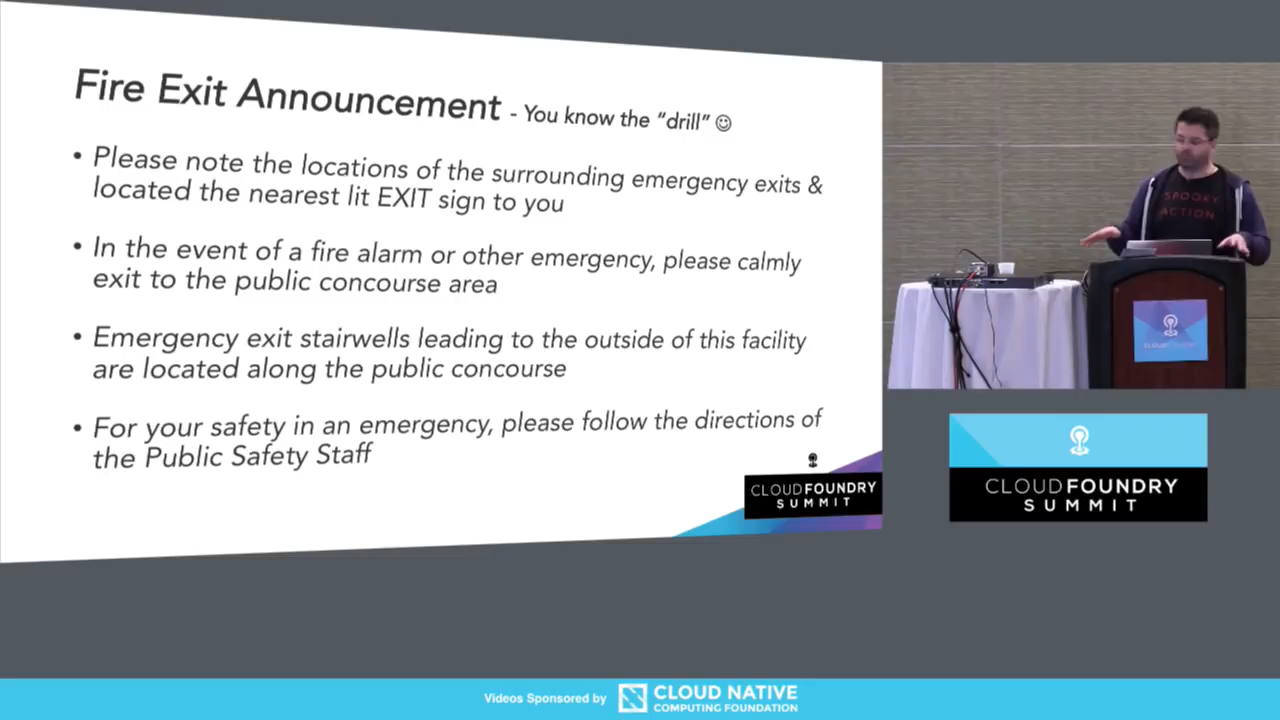 Fire Exit Announcement - You know the “drill” ☺
• Please note the locations of the surrounding emergency exits &
located the nearest lit EXIT sign to you
• In the event of a fire alarm or other emergency, please calmly
exit to the public concourse area
• Emergency exit stairwells leading to the outside of this facility
are located along the public concourse
• For your safety in an emergency, please follow the directions of
the Public Safety Staff
CLOUDFOUNDRY
SUMMIT
SPOOKY
ACTION
CLOUDFOUNDRY
SUMMIT
Videos Sponsored by
CLOUD NATIVE
COMPUTING FOUNDATION